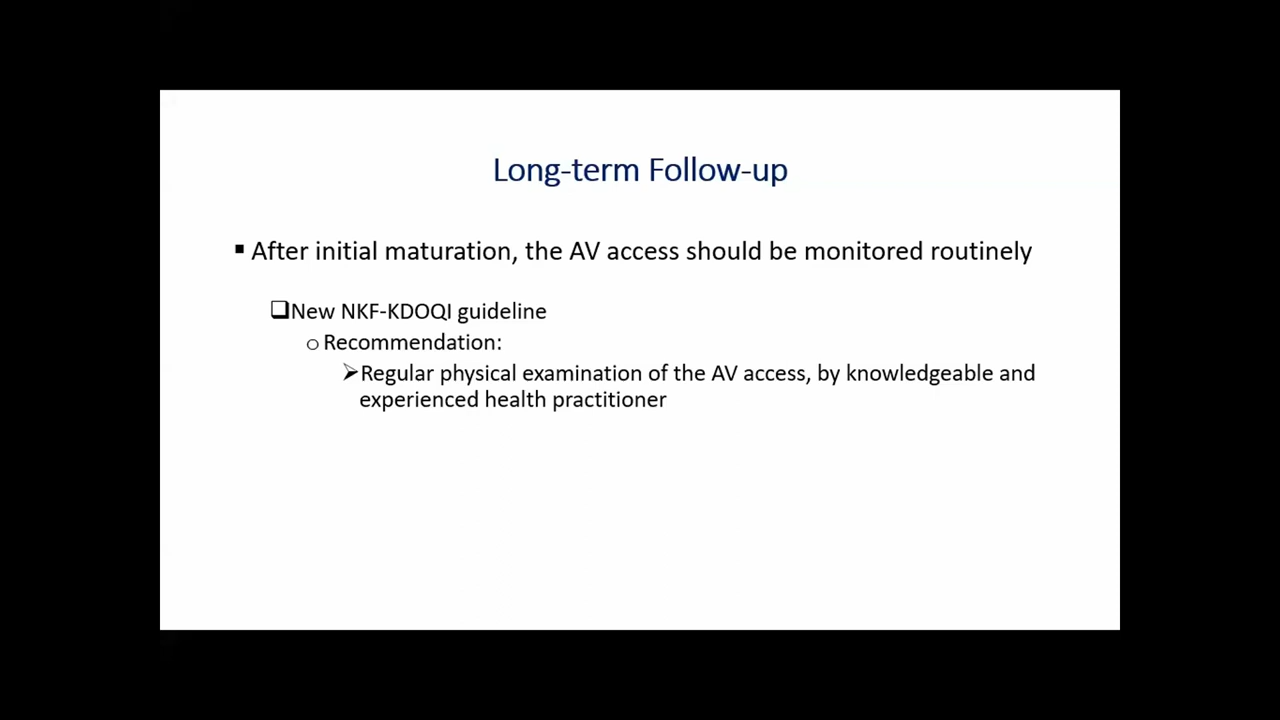 Long-term Follow-up
▪ After initial maturation, the AV access should be monitored routinely
❑New NKF-KDOQI guideline
o Recommendation:
➢Regular physical examination of the AV access, by knowledgeable and
experienced health practitioner